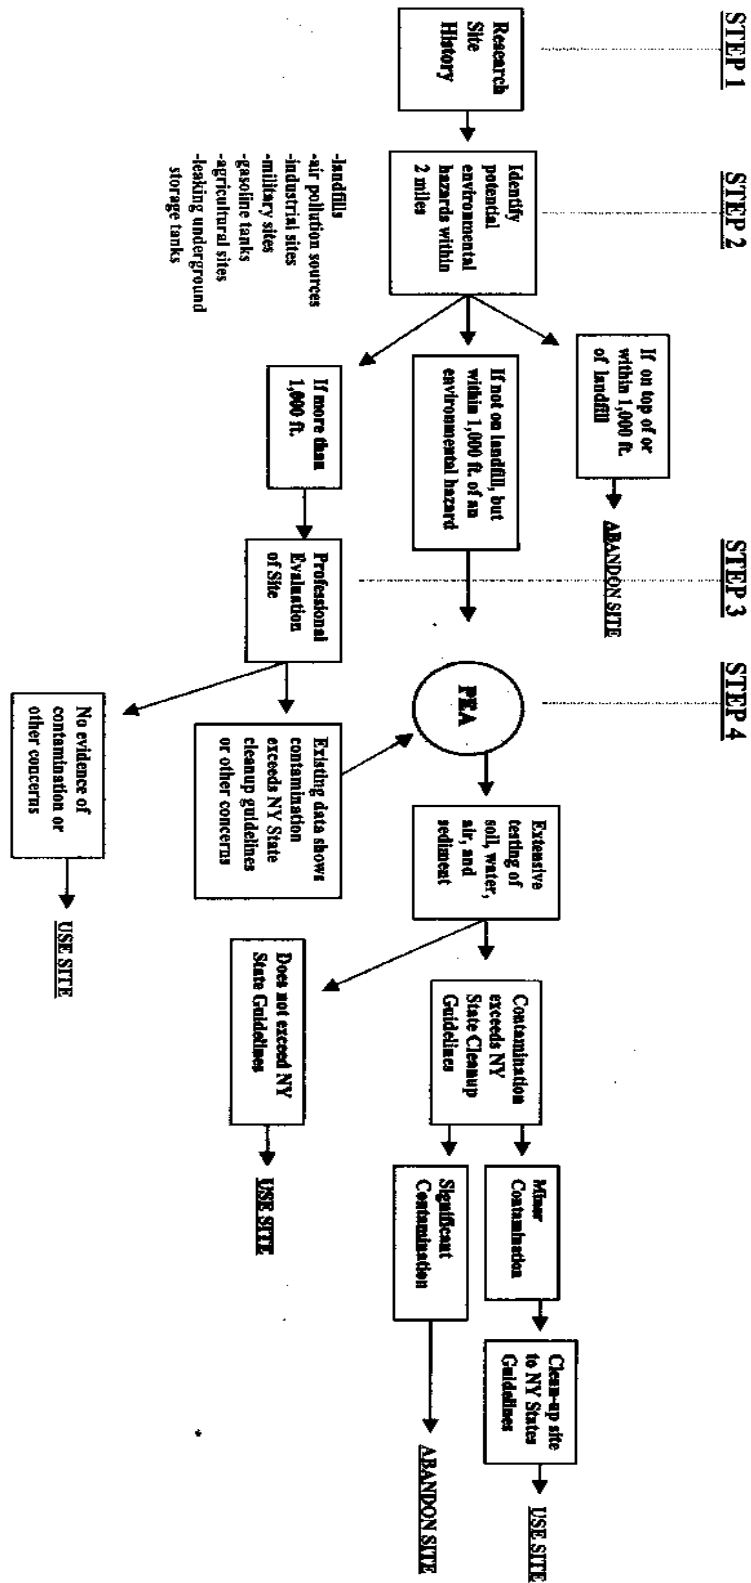 STEP 1
STEP 2
STEP 3
STEP 4
Research
Site
History
Identify
potential
environmental
hazards within
2 miles
-landfills
-air pollution sources
-industrial sites
-military sites
-gasoline tanks
-agricultural sites
-leaking underground
storage tanks
If on top of or
within 1,000 ft.
of landfill
ABANDON SITE
If not on landfill, but
within 1,000 ft. of an
environmental hazard
If more than
1,000 ft.
Professional
Evaluation
of Site
PEA
Existing data shows
contamination
exceeds NY State
cleanup guidelines
or other concerns
No evidence of
contamination or
other concerns
USE SITE
Extensive
testing of
soil, water,
air, and
sediment
Contamination
exceeds NY
State Cleanup
Guidelines
Does not exceed NY
State Guidelines
USE SITE
Minor
Contamination
Clean-up site
to NY States
Guidelines
USE SITE
Significant
Contamination
ABANDON SITE